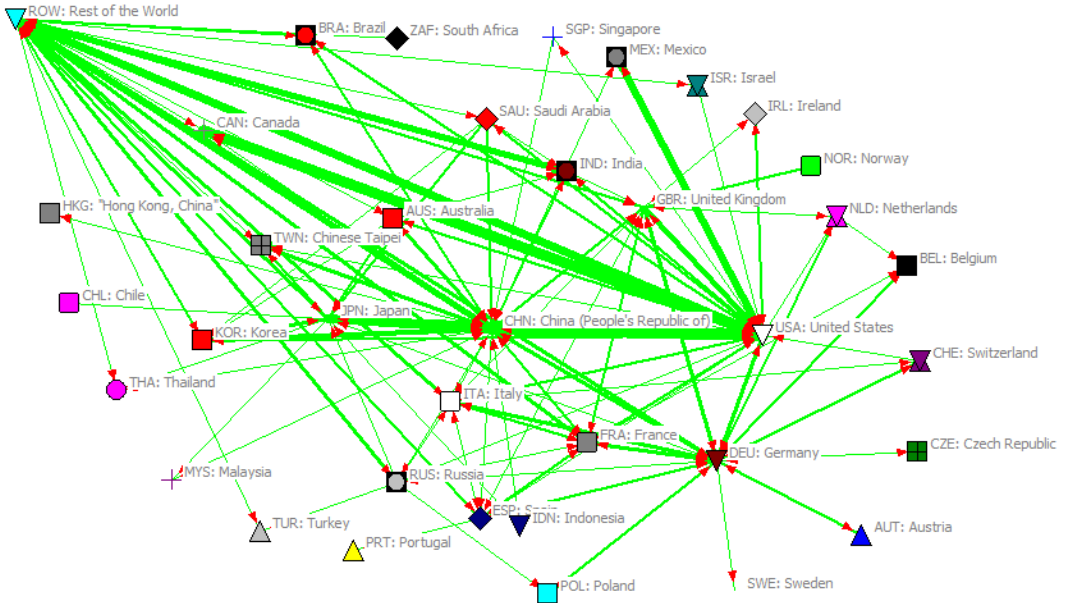 ROW: Rest of the World
BRA: Brazil
ZAF: South Africa
SGP: Singapore
MEX: Mexico
ISR: Israel
IRL: Ireland
SAU: Saudi Arabia
CAN: Canada
IND: India
NOR: Norway
GBR: United Kingdom
HKG: "Hong Kong, China"
AUS: Australia
NLD: Netherlands
TWN: Chinese Taipei
BEL: Belgium
CHL: Chile
JPN: Japan
CHN: China (People's Republic of)
USA: United States
KOR: Korea
CHE: Switzerland
THA: Thailand
ITA: Italy
FRA: France
CZE: Czech Republic
DEU: Germany
MYS: Malaysia
RUS: Russia
ESP: Spain
IDN: Indonesia
TUR: Turkey
AUT: Austria
PRT: Portugal
POL: Poland
SWE: Sweden